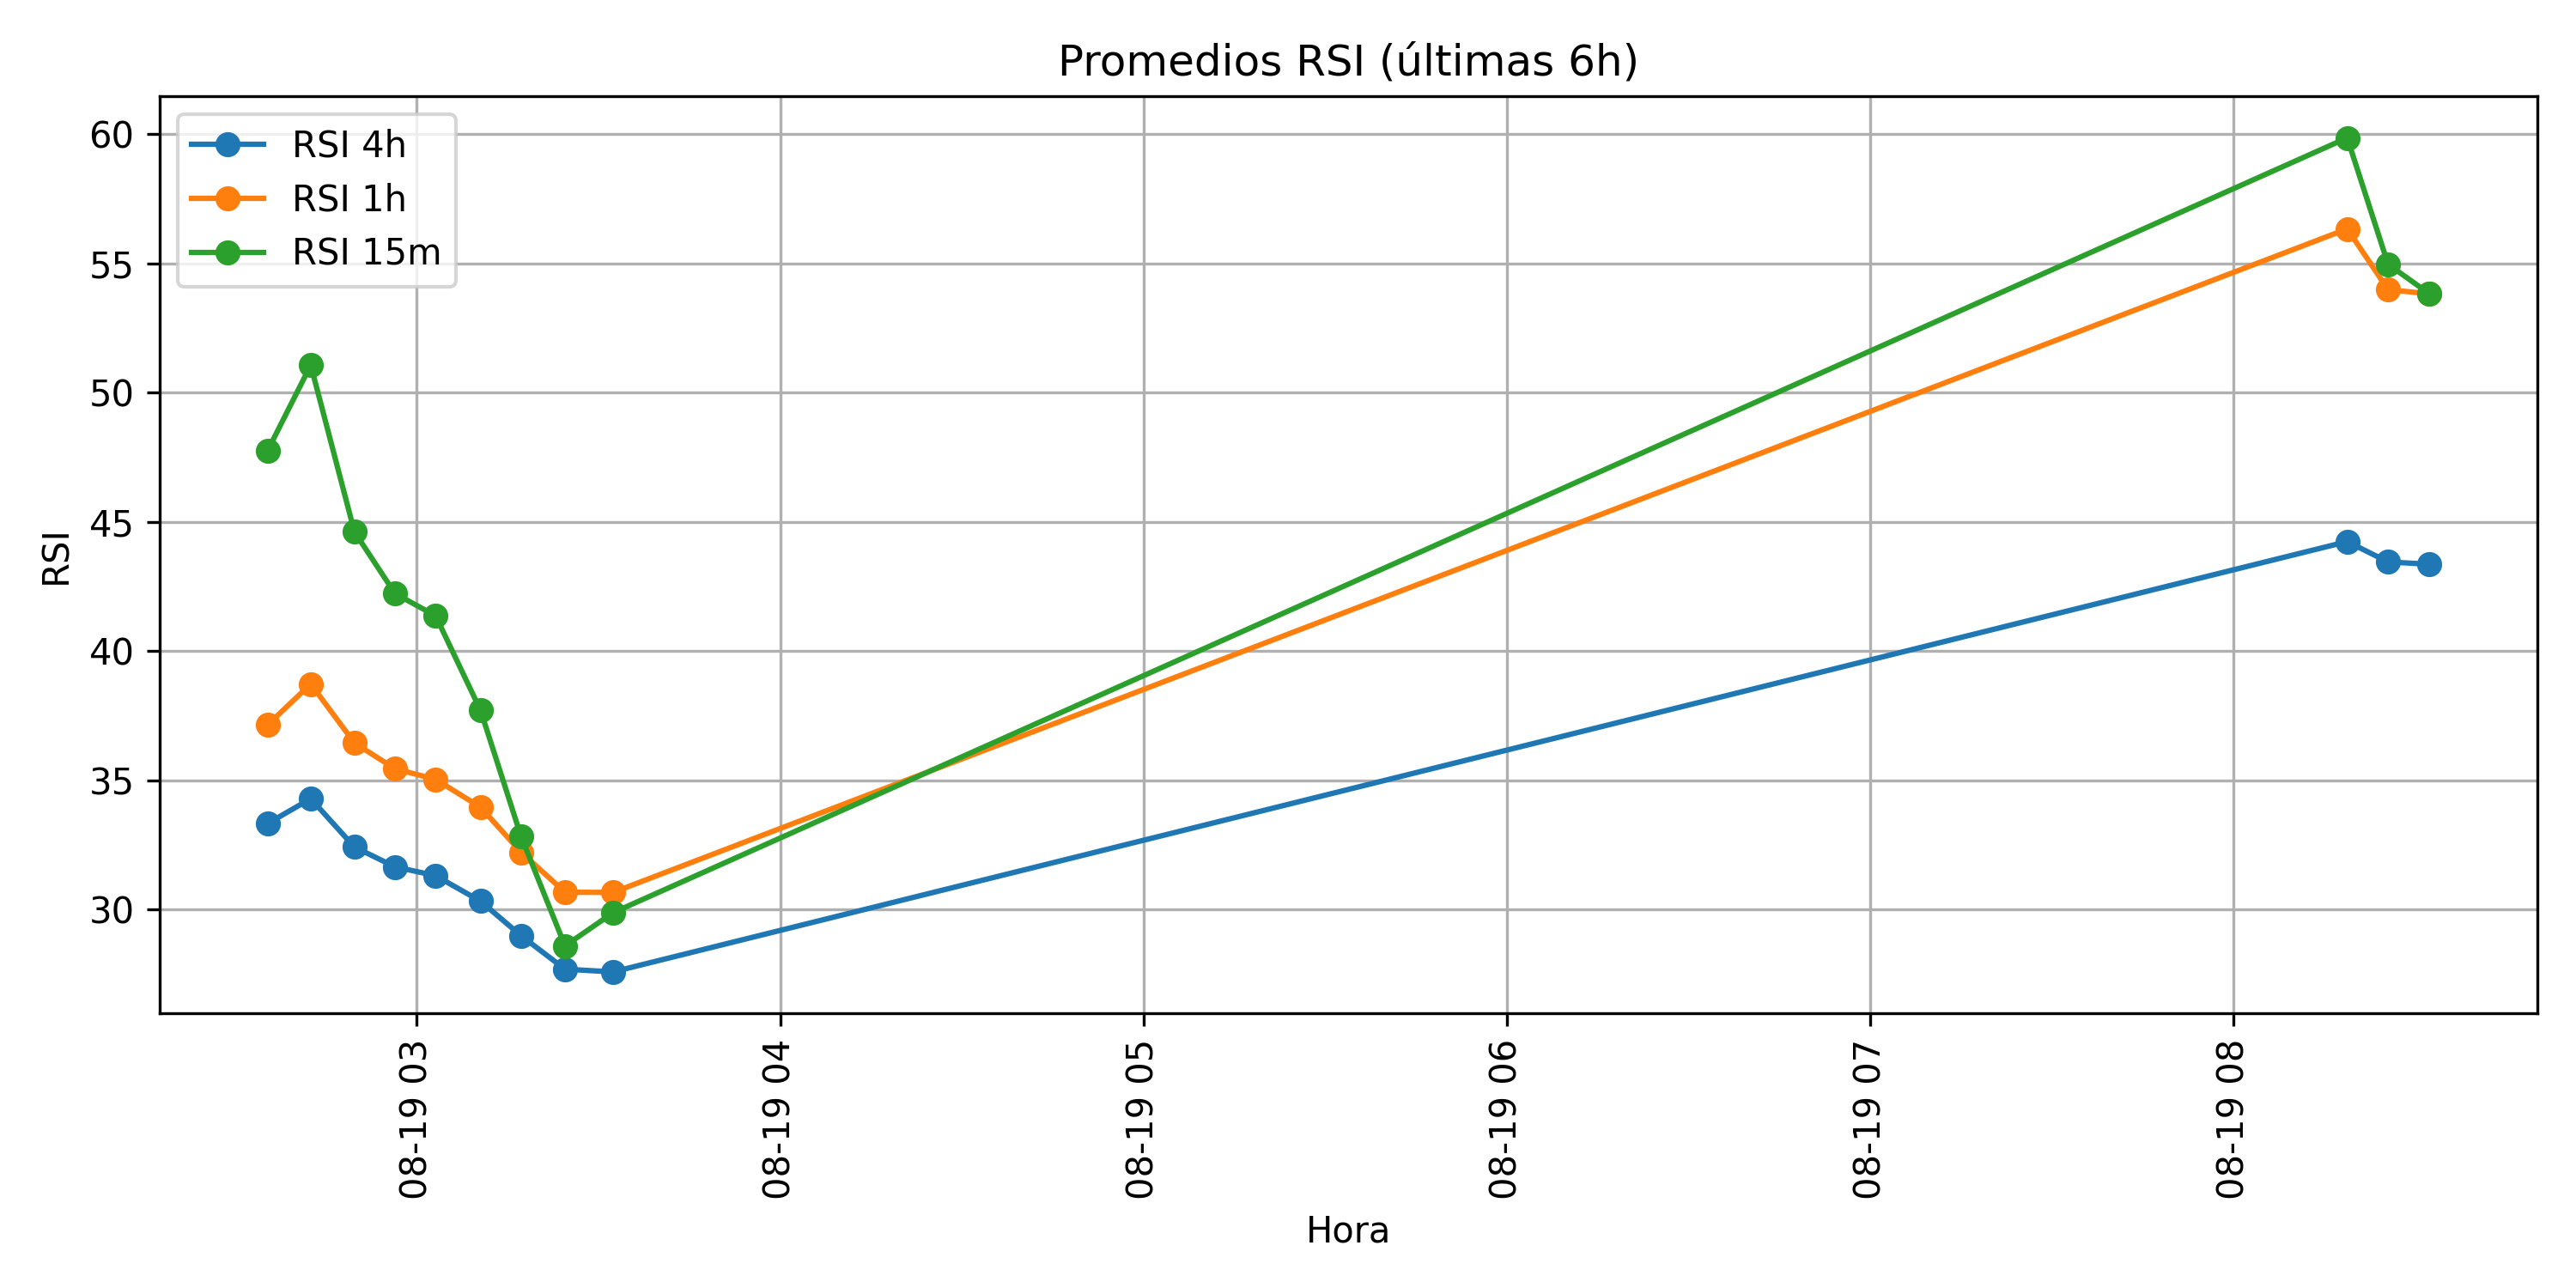 Promedios RSI (últimas 6h)
RSI 4h
RSI 1h
RSI 15m
RSI
60
55
50
45
40
35
30
08-19 03
08-19 04
08-19 05
08-19 06
08-19 07
08-19 08
Hora